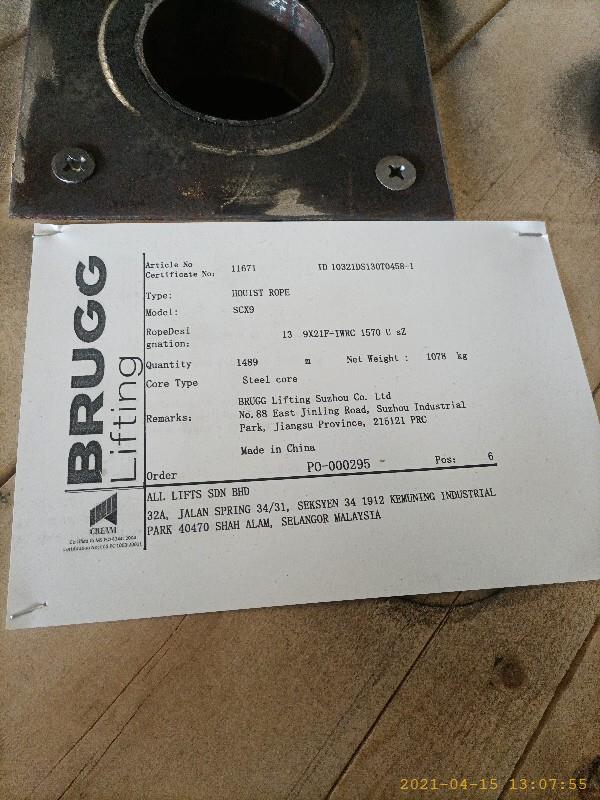 BRUGG
Lifting
Article No
Certificate No: 11671 ID 10321DS130T0458-1
Type: HOUIST ROPE
Model: SCX9
RopeDesi
gnation: 13 9X21F-IWRC 1570 U sZ
Quantity 1489 m Net Weight : 1078 kg
Core Type Steel core
BRUGG Lifting Suzhou Co. Ltd
Remarks: No. 88 East Jinling Road, Suzhou Industrial
Park, Jiangsu Province, 215121 PRC
Made in China
Order PO-000295 Pos: 6
ALL LIFTS SDN BHD
32A, JALAN SPRING 34/31, SEKSYEN 34 1912 KEMUNING INDUSTRIAL
PARK 40470 SHAH ALAM, SELANGOR MALAYSIA
CREAM
2021-04-15 13:07:55